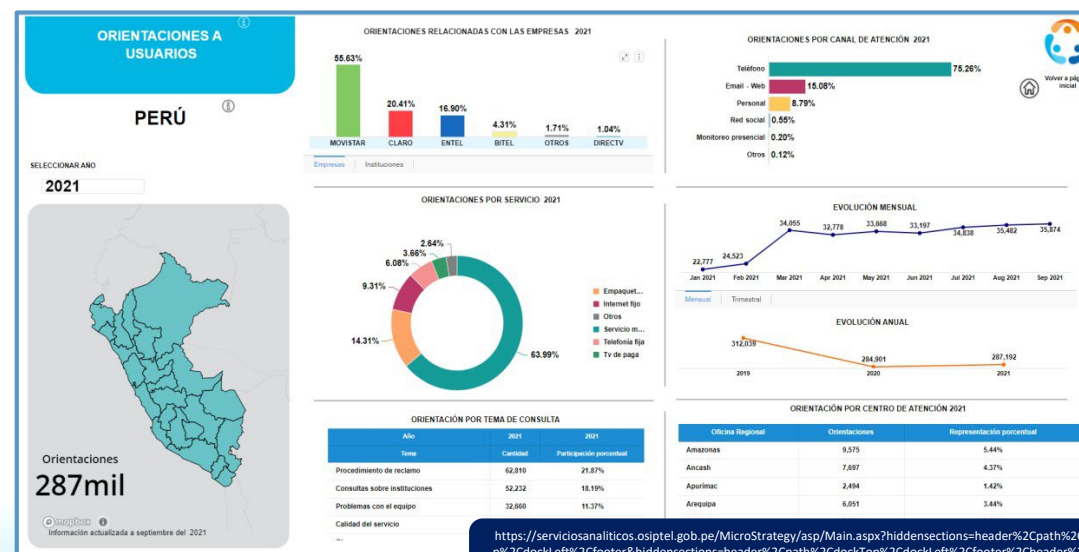 ORIENTACIONES A
USUARIOS
PERÚ
SELECCIONAR AÑO
2021
Orientaciones
287mil
mapbox
Información actualizada a septiembre del 2021
ORIENTACIONES RELACIONADAS CON LAS EMPRESAS 2021
55.63%
20.41%
16.90%
4.31%
1.71%
1.04%
MOVISTAR CLARO ENTEL BITEL OTROS DIRECTV
Empresas Instituciones
ORIENTACIONES POR SERVICIO 2021
2.64%
3.66%
6.08%
9.31%
14.31%
63.99%
Empaquet...
Internet fijo
Otros
Servicio m...
Telefonía fija
Tv de paga
ORIENTACIÓN POR TEMA DE CONSULTA
Año 2021 2021
Tema Cantidad Participación porcentual
Procedimiento de reclamo 62,810 21.87%
Consultas sobre instituciones 52,232 18.19%
Problemas con el equipo 32,660 11.37%
Calidad del servicio
ORIENTACIONES POR CANAL DE ATENCIÓN 2021
Teléfono 75.26%
Email - Web 15.08%
Personal 8.79%
Red social 0.55%
Monitoreo presencial 0.20%
Otros 0.12%
Volver a pág
inicial
EVOLUCIÓN MENSUAL
22,777 24,523 34,055 32,778 33,668 33,197 34,838 35,482 35,874
Jan 2021 Feb 2021 Mar 2021 Apr 2021 May 2021 Jun 2021 Jul 2021 Aug 2021 Sep 2021
Mensual Trimestral
EVOLUCIÓN ANUAL
312,039 284,901 287,192
2019 2020 2021
ORIENTACIÓN POR CENTRO DE ATENCIÓN 2021
Oficina Regional Orientaciones Representación porcentual
Amazonas 9,575 5.44%
Ancash 7,697 4.37%
Apurímac 2,494 1.42%
Arequipa 6,051 3.44%
https://serviciosanaliticos.osiptel.gob.pe/MicroStrategy/asp/Main.aspx?hiddensections=header%2Cpath%2C